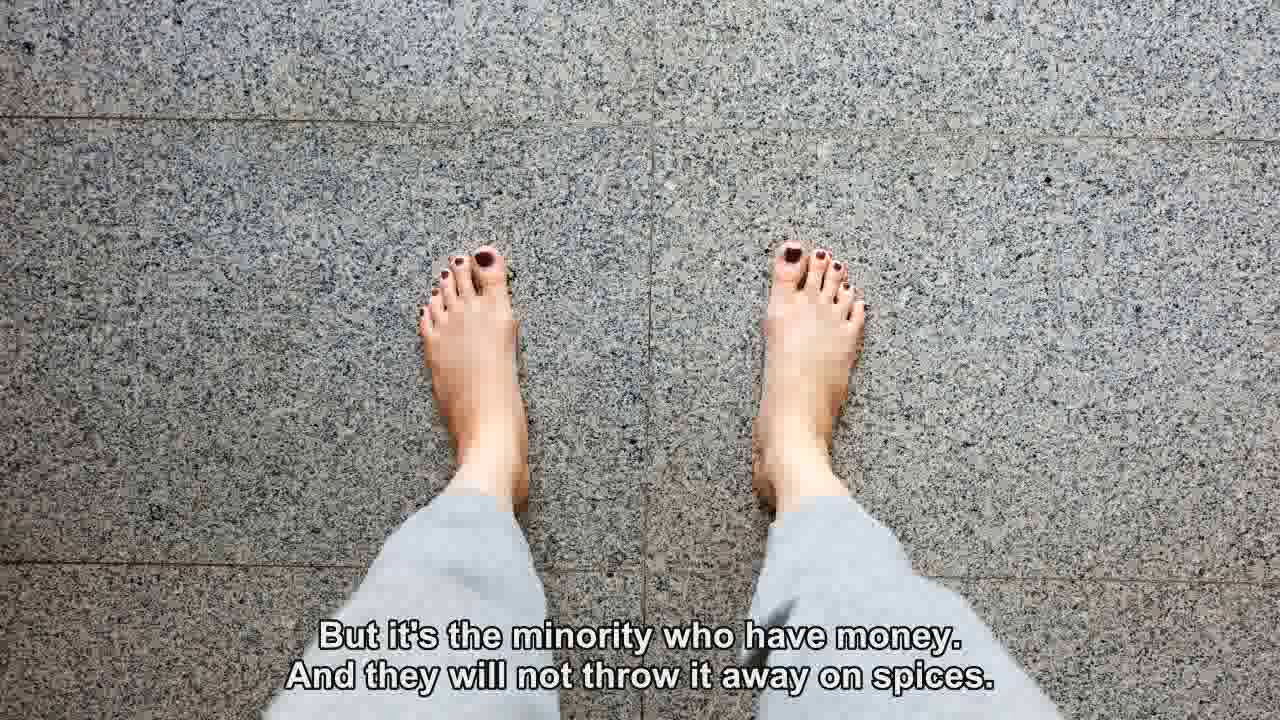 But it's the minority who have money.
And they will not throw it away on spices.